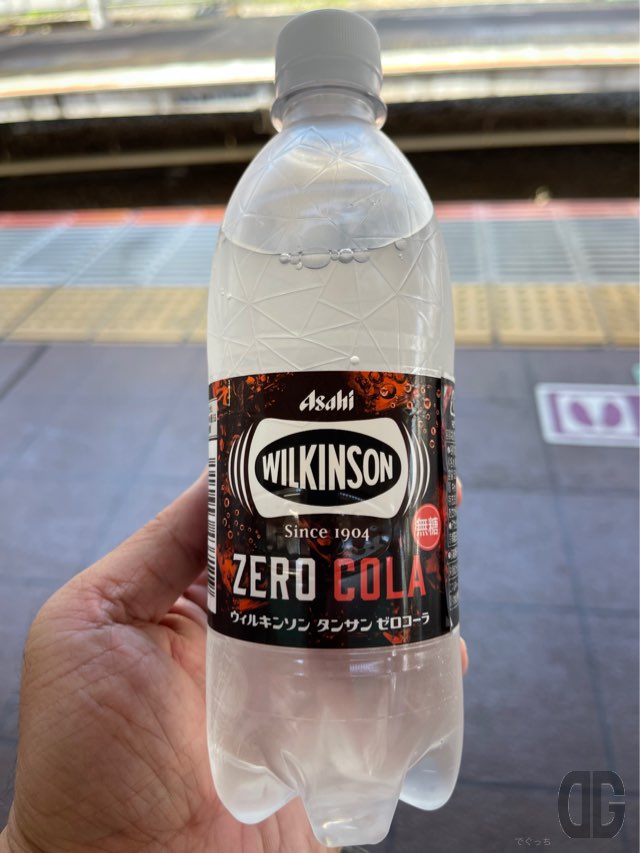 Asahi
WILKINSON
Since 1904
無糖
ZERO COLA
ウィルキンソン タンサン ゼロコーラ
DG
でぐっち